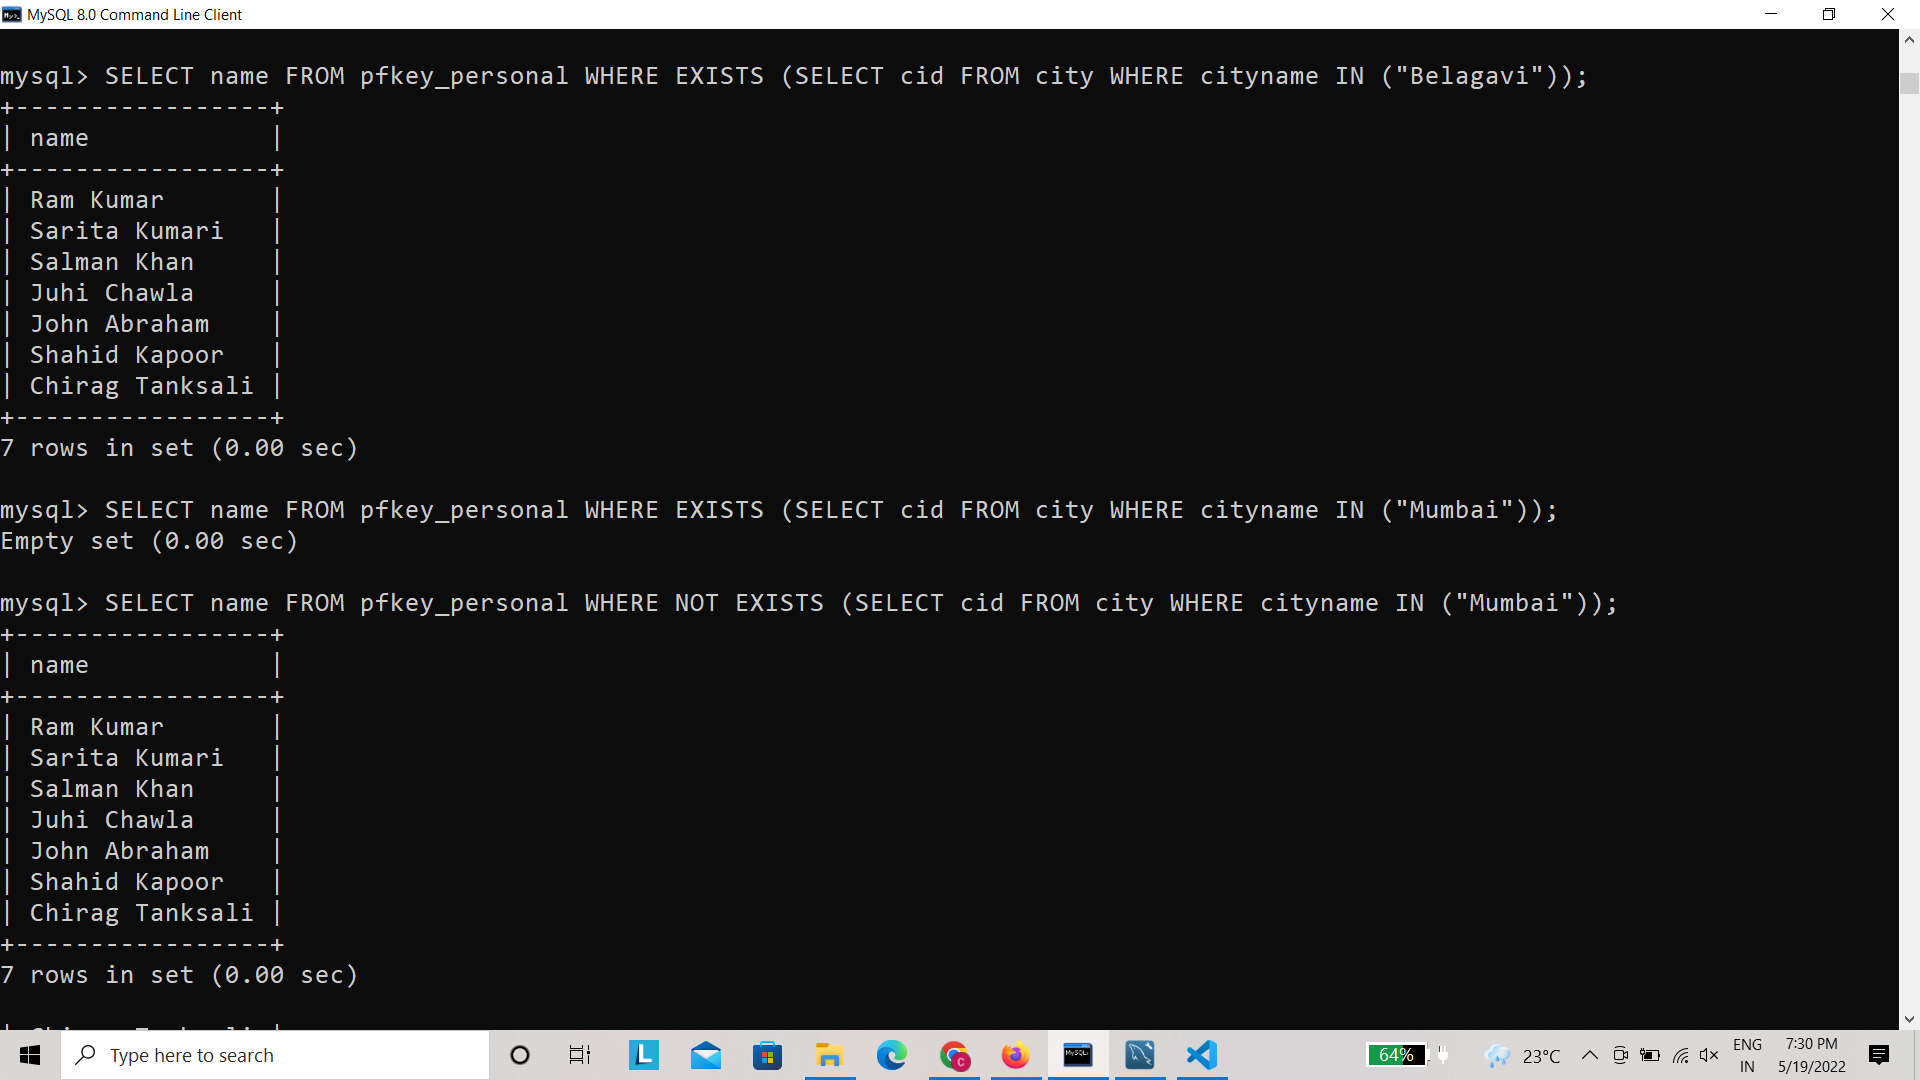 MySQL 8.0 Command Line Client
mysql> SELECT name FROM pfkey_personal WHERE EXISTS (SELECT cid FROM city WHERE cityname IN ("Belagavi"));
+-----------------+
| name            |
+-----------------+
| Ram Kumar       |
| Sarita Kumari   |
| Salman Khan     |
| Juhi Chawla     |
| John Abraham    |
| Shahid Kapoor   |
| Chirag Tanksali |
+-----------------+
7 rows in set (0.00 sec)
mysql> SELECT name FROM pfkey_personal WHERE EXISTS (SELECT cid FROM city WHERE cityname IN ("Mumbai"));
Empty set (0.00 sec)
mysql> SELECT name FROM pfkey_personal WHERE NOT EXISTS (SELECT cid FROM city WHERE cityname IN ("Mumbai"));
+-----------------+
| name            |
+-----------------+
| Ram Kumar       |
| Sarita Kumari   |
| Salman Khan     |
| Juhi Chawla     |
| John Abraham    |
| Shahid Kapoor   |
| Chirag Tanksali |
+-----------------+
7 rows in set (0.00 sec)
Type here to search
L
C
MySQL
64%
23°C
ENG
IN
7:30 PM
5/19/2022